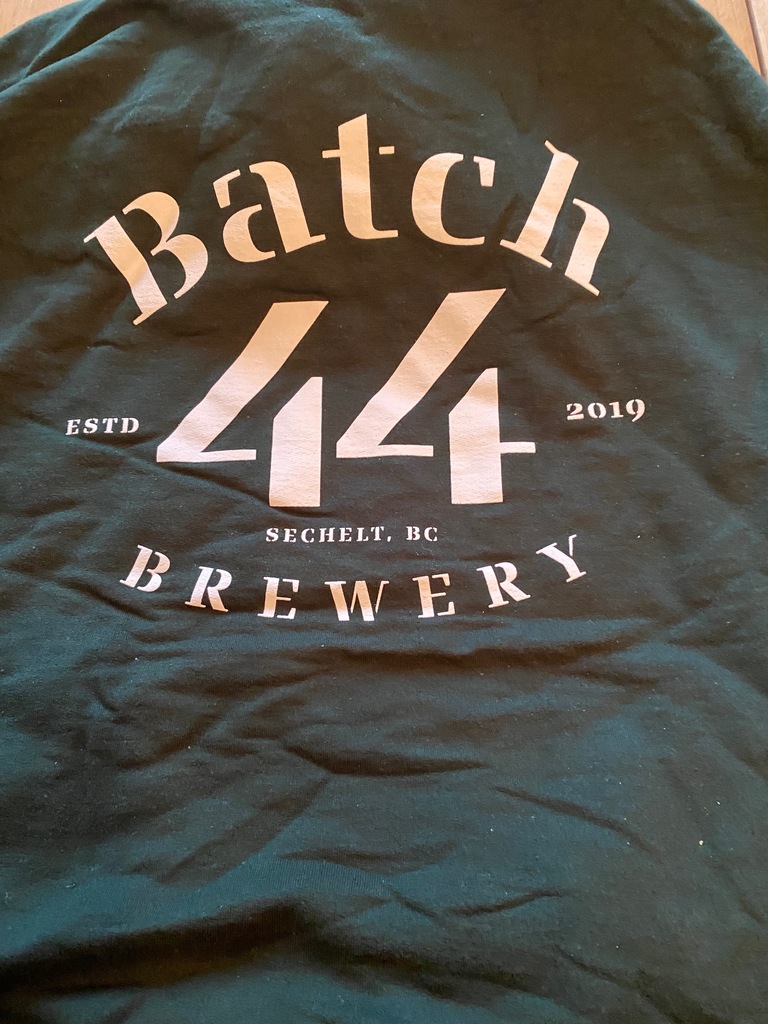 Batch
44
ESTD 2019
SECHELT, BC
BREWERY